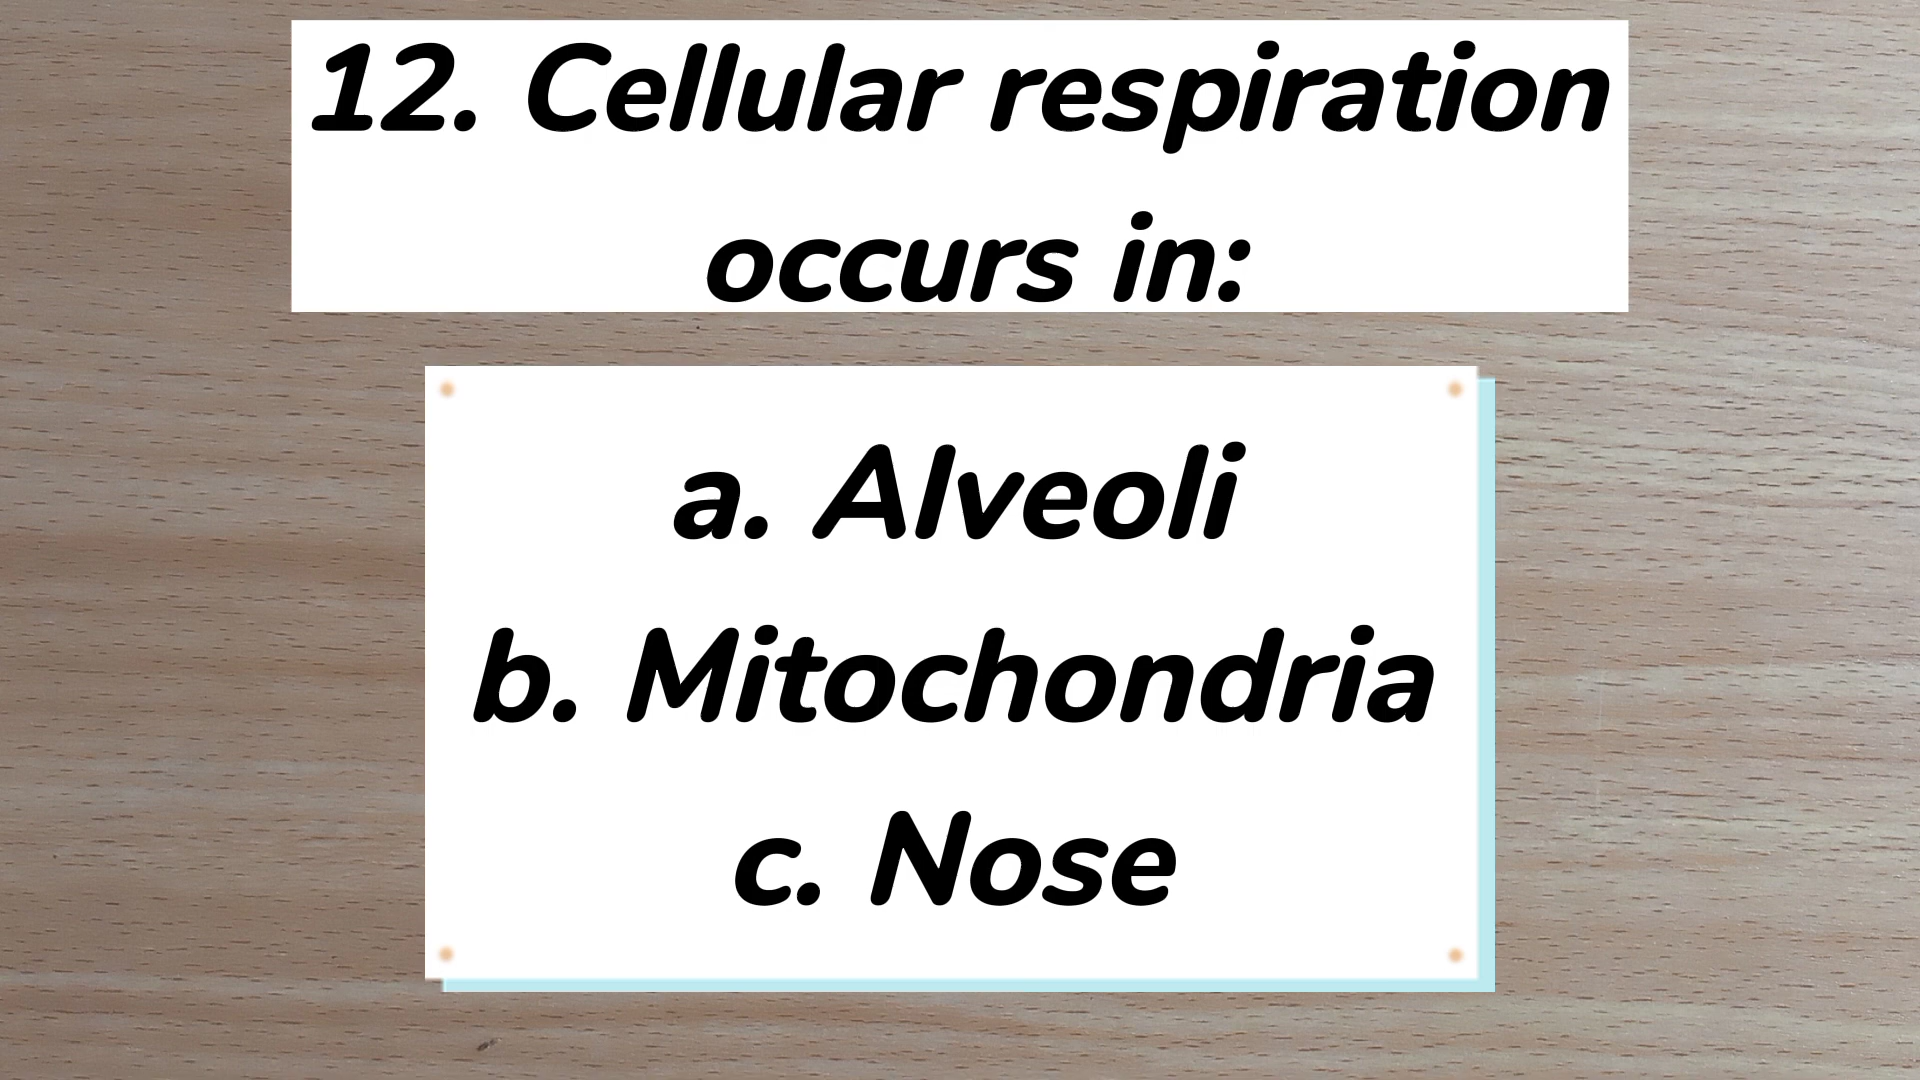 12. Cellular respiration
occurs in:
a. Alveoli
b. Mitochondria
c. Nose